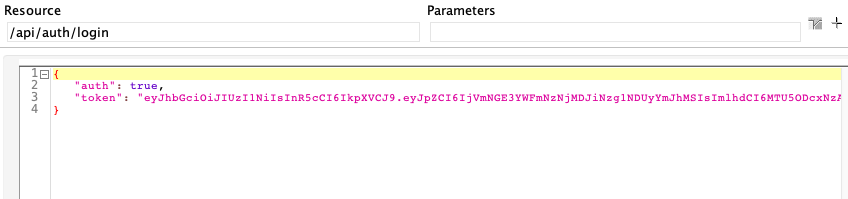 Resource
Parameters
/api/auth/login
1 {
2 "auth": true,
3 "token": "eyJhbGciOiJIUzI1NiIsInR5cCI6IkpXVCJ9.eyJpZCI6IjVmNGE3YWFmNzNjMDJiNzg1NDUyYmJhMSIsImlhdCI6MTU5ODcxNzA
4 }